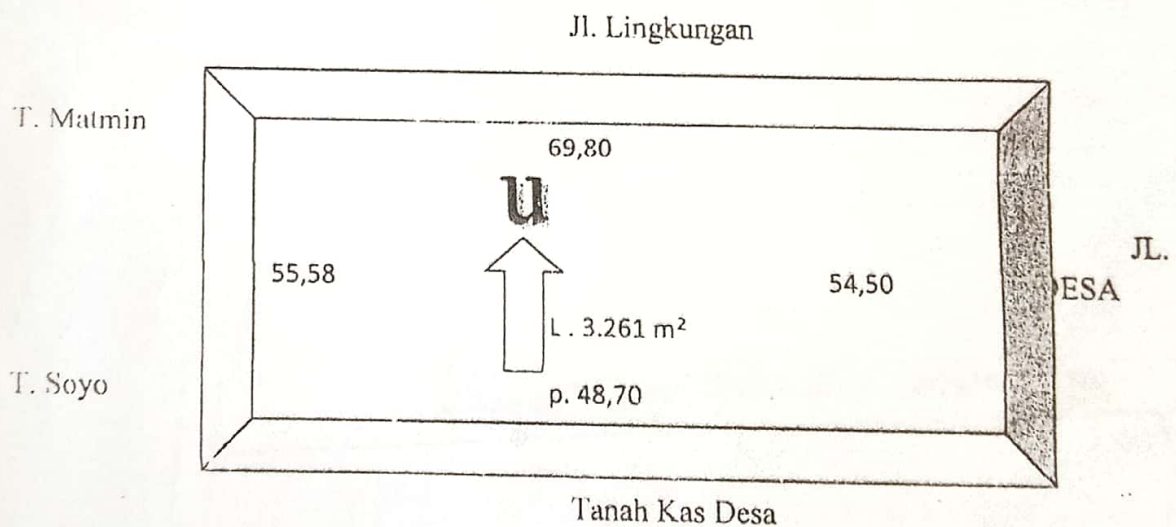 Jl. Lingkungan
T. Matmin
69,80
u
55,58
54,50
JL.
DESA
L . 3.261 m²
T. Soyo
p. 48,70
Tanah Kas Desa